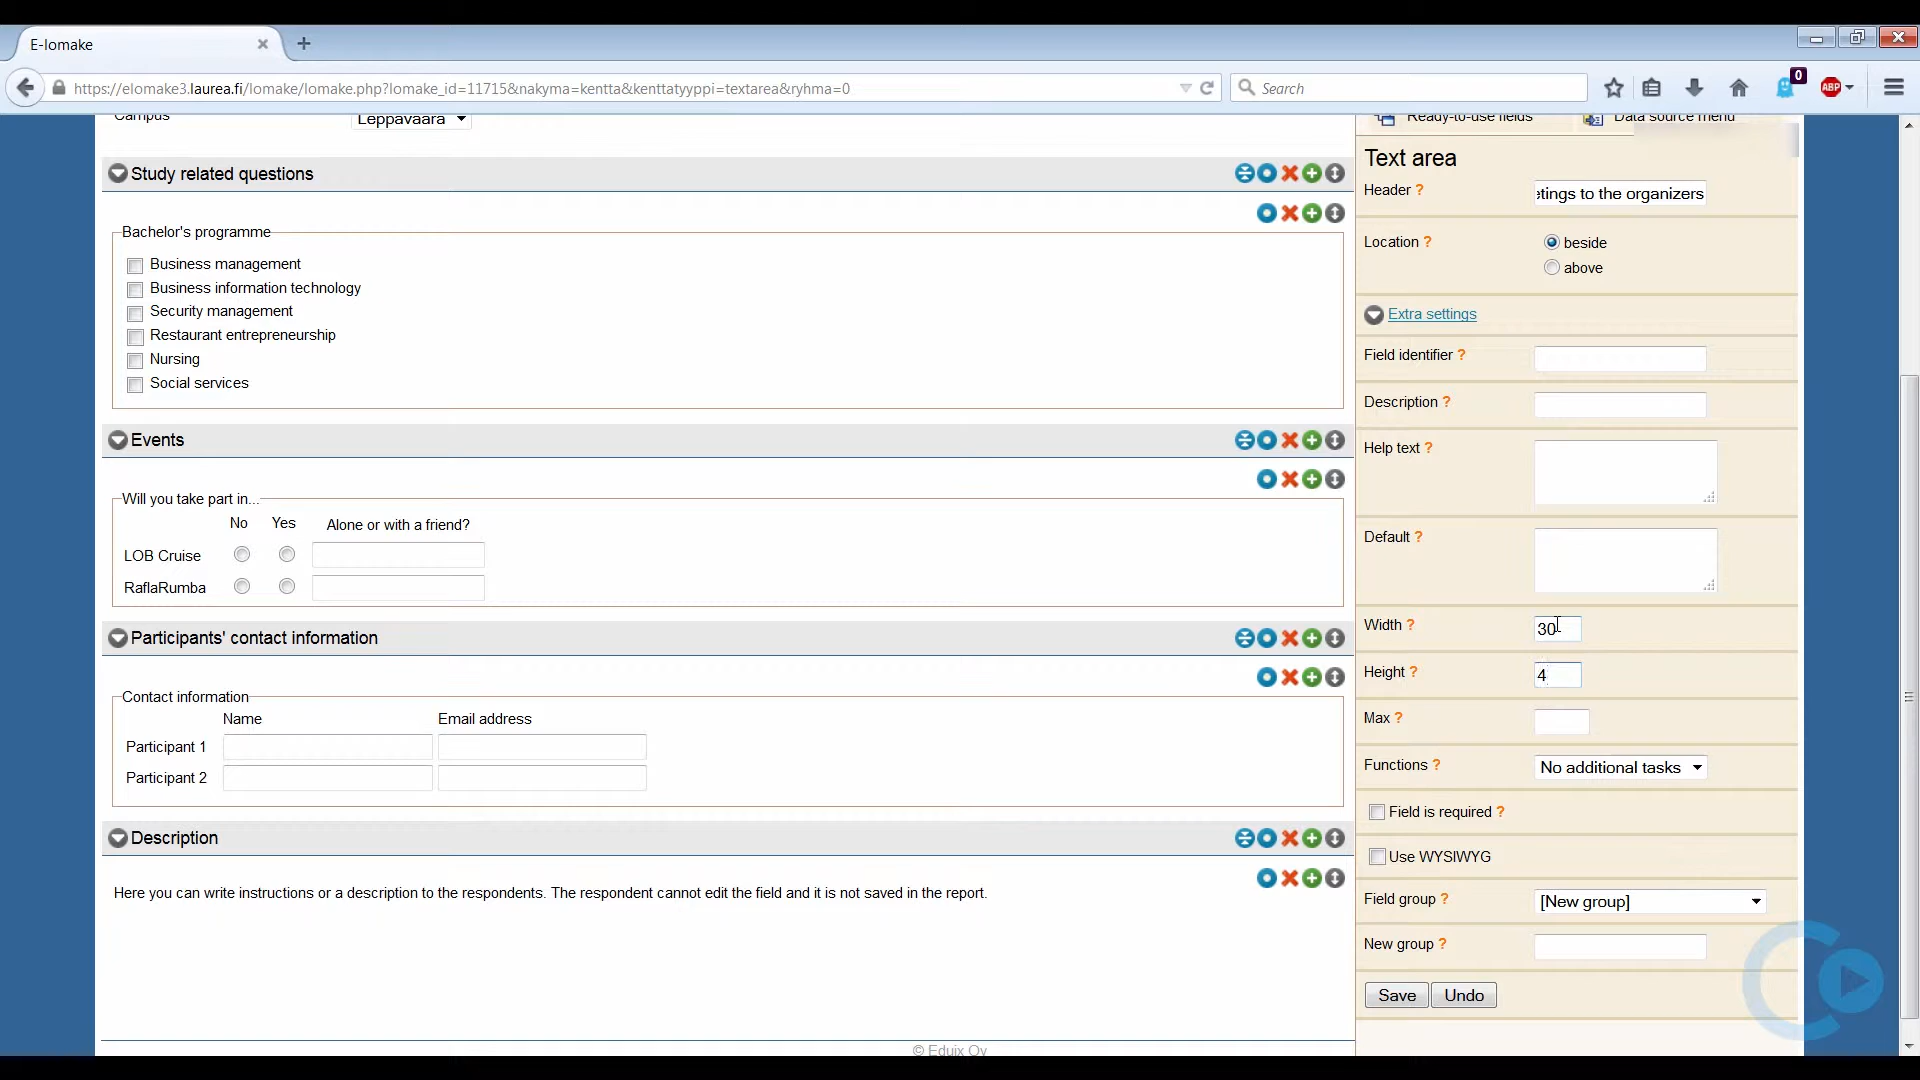 E-lomake
https://elomake3.laurea.fi/lomake/lomake.php?lomake_id=11715&nakyma=kentta&kenttatyyppi=textarea&ryhma=0
Search
0
ABP
Campus
Leppävaara
Ready-to-use fields
Data source menu
Study related questions
Bachelor's programme
Business management
Business information technology
Security management
Restaurant entrepreneurship
Nursing
Social services
Events
Will you take part in...
No Yes Alone or with a friend?
LOB Cruise
RaflaRumba
Participants' contact information
Contact information
Name Email address
Participant 1
Participant 2
Description
Here you can write instructions or a description to the respondents. The respondent cannot edit the field and it is not saved in the report.
© Eduix Oy
Text area
Header ? tings to the organizers
Location ? beside
above
Extra settings
Field identifier ?
Description ?
Help text ?
Default ?
Width ? 30
Height ? 4
Max ?
Functions ? No additional tasks
Field is required ?
Use WYSIWYG
Field group ? [New group]
New group ?
Save Undo